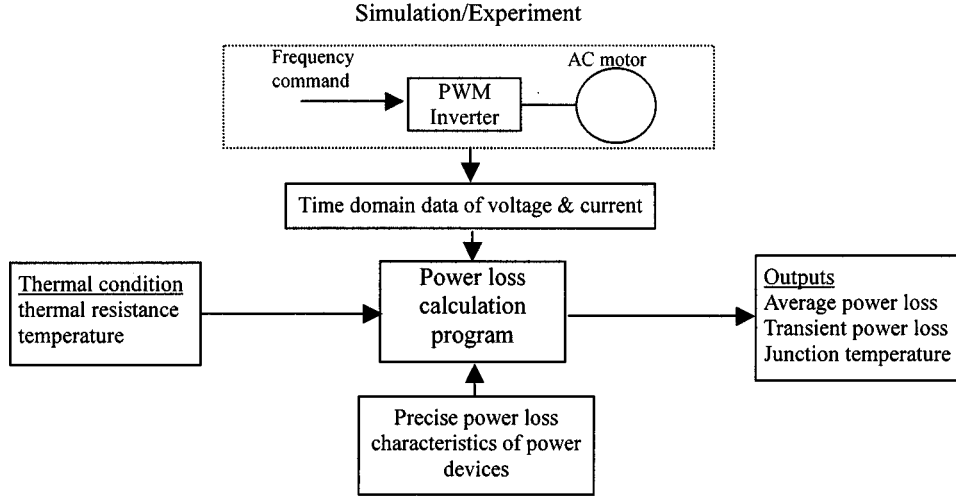 Simulation/Experiment
Frequency
command
PWM
Inverter
AC motor
Time domain data of voltage & current
Thermal condition
thermal resistance
temperature
Power loss
calculation
program
Outputs
Average power loss
Transient power loss
Junction temperature
Precise power loss
characteristics of power
devices